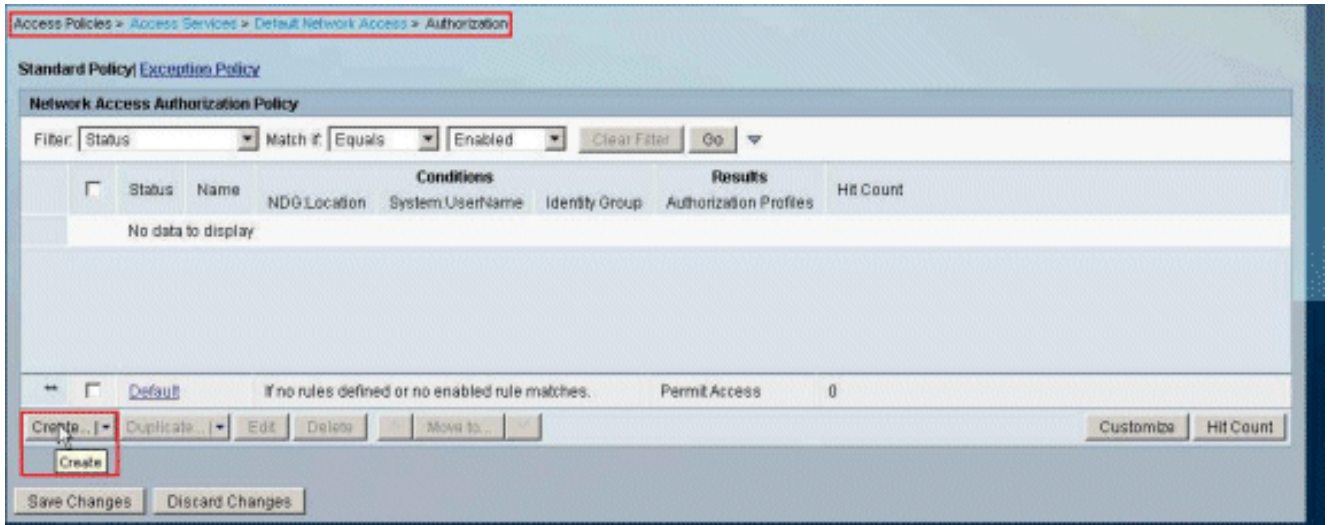 Access Policies > Access Services > Default Network Access > Authorization
Standard Policy| Exception Policy
Network Access Authorization Policy
Filter: Status Match if: Equals Enabled Clear Filter Go
Conditions Results
Status Name NDG:Location System:UserName Identity Group Authorization Profiles Hit Count
No data to display
** Default If no rules defined or no enabled rule matches. Permit Access 0
Create... | Duplicate... | Edit Delete ^ Move to... Customize Hit Count
Create
Save Changes Discard Changes